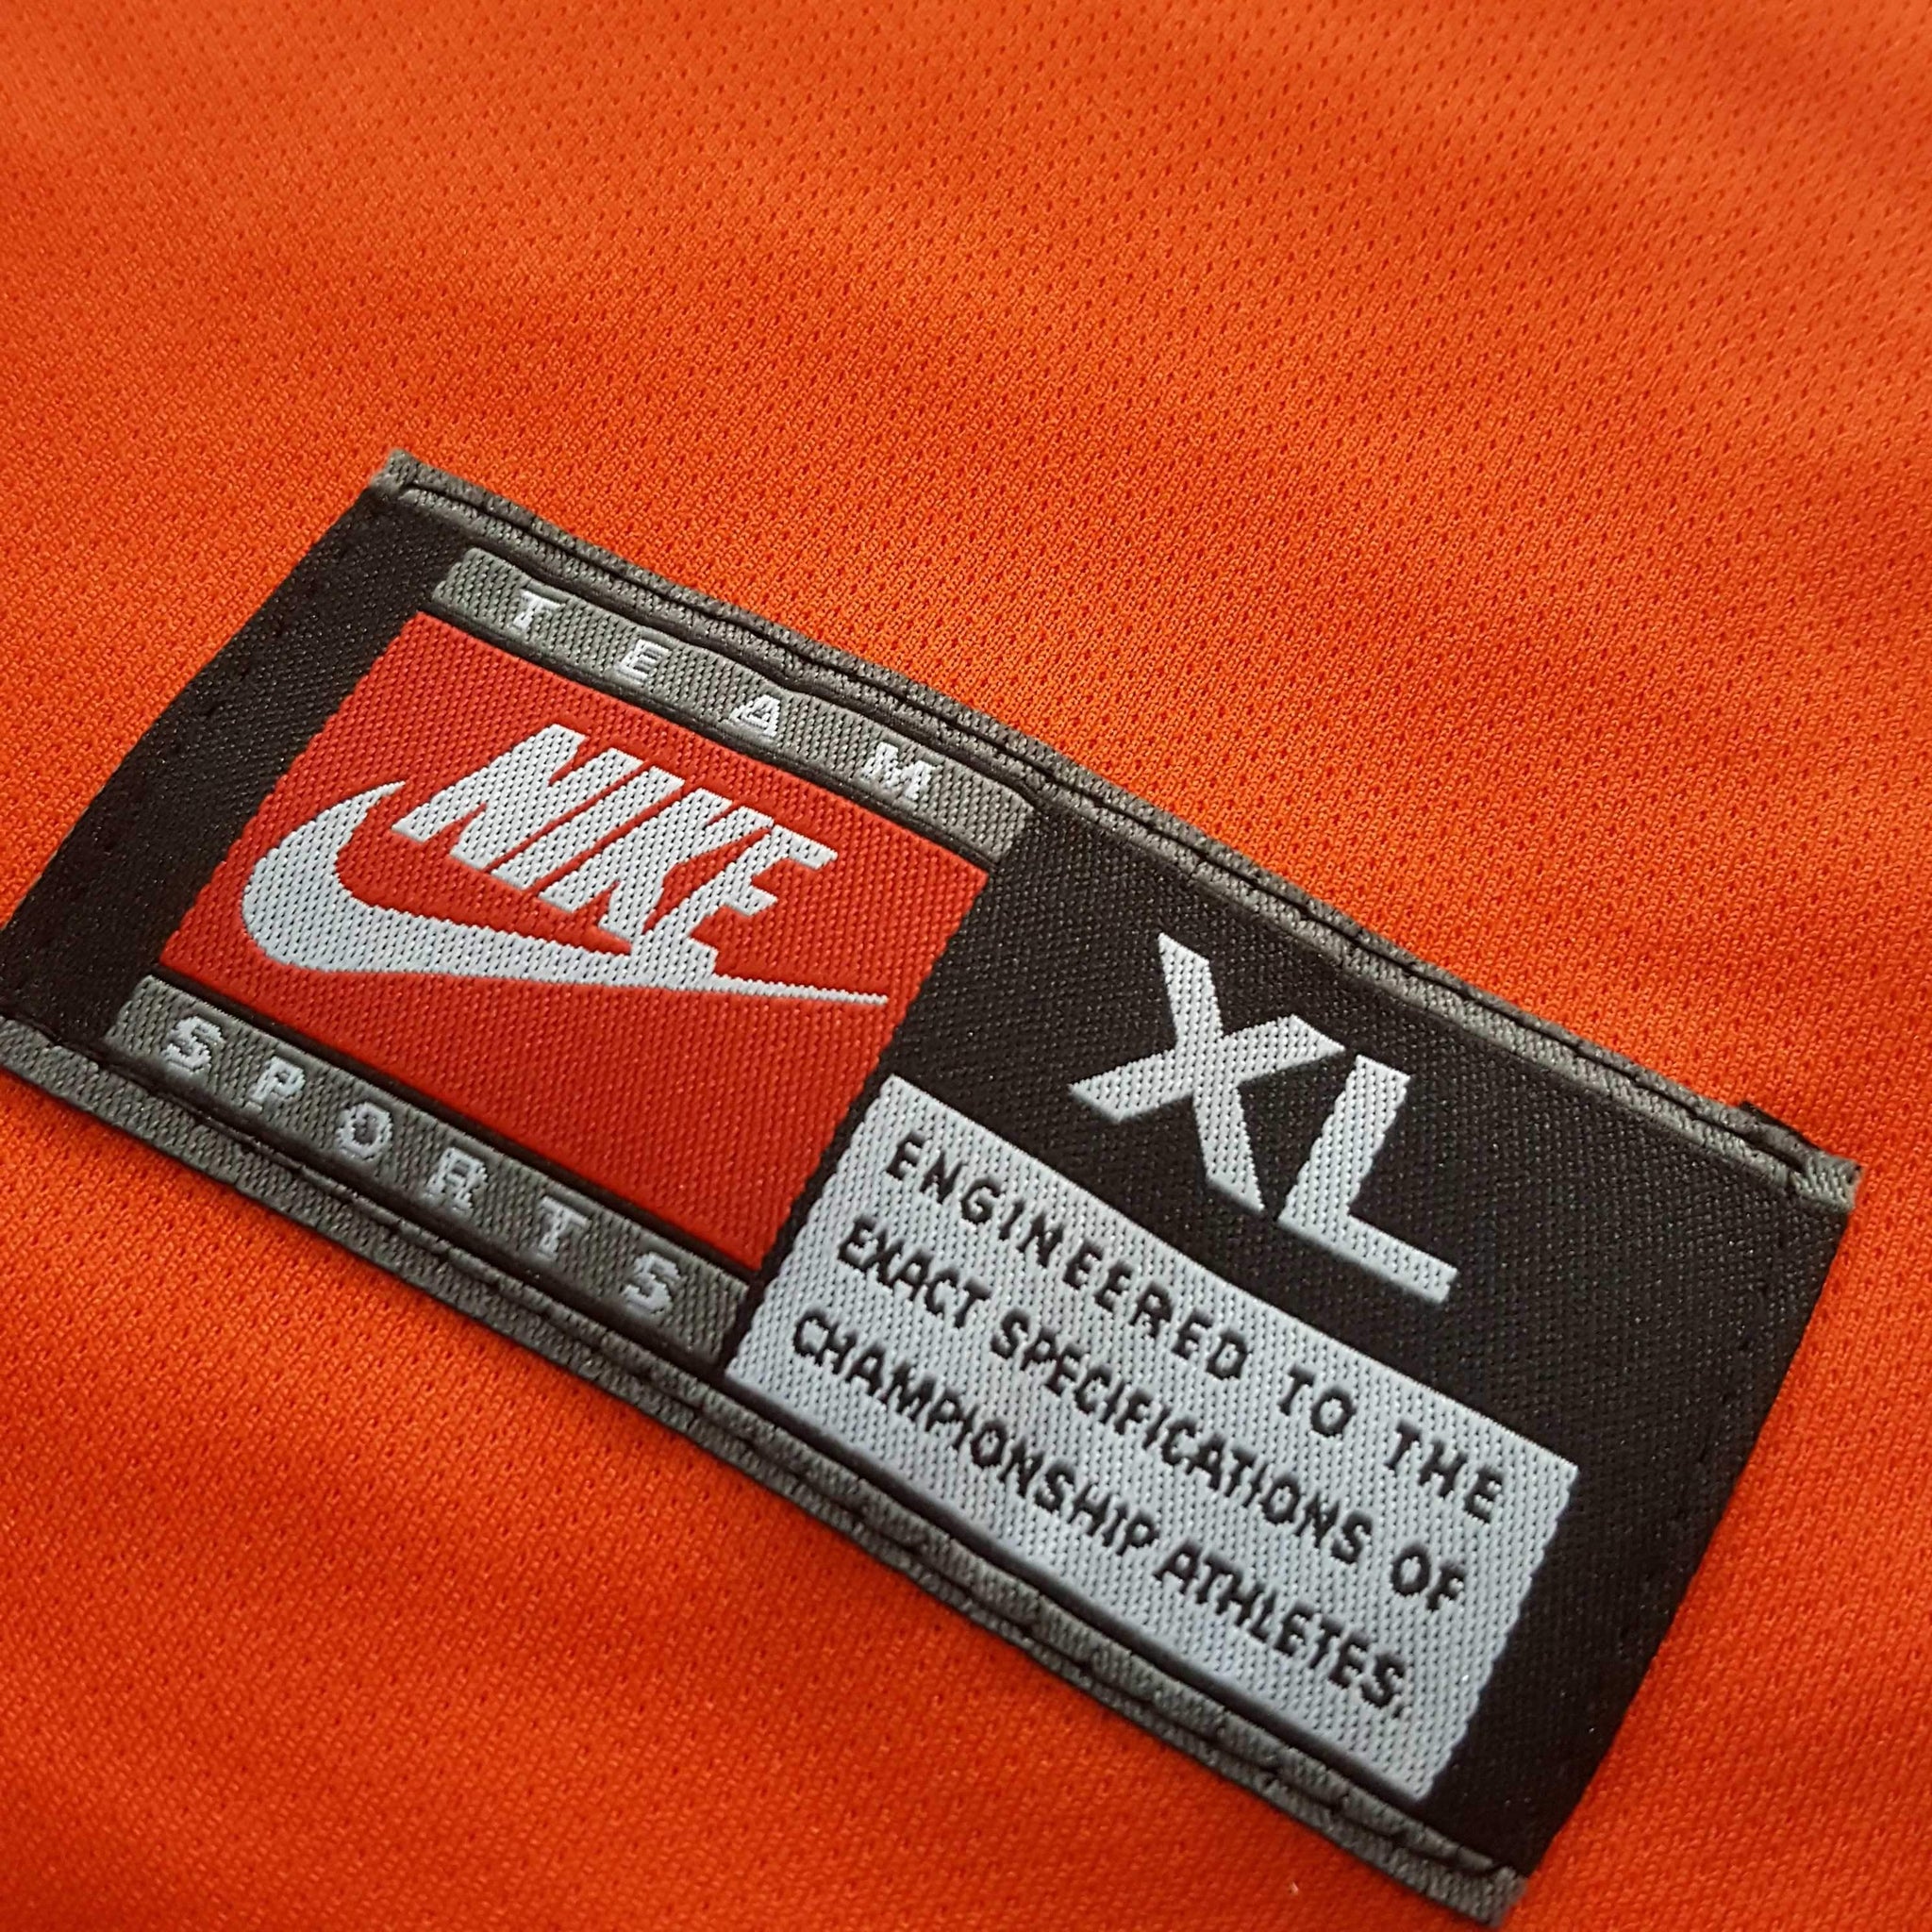 TEAM
NIKE
SPORTS
XL
ENGINEERED TO THE
EXACT SPECIFICATIONS OF
CHAMPIONSHIP ATHLETES.